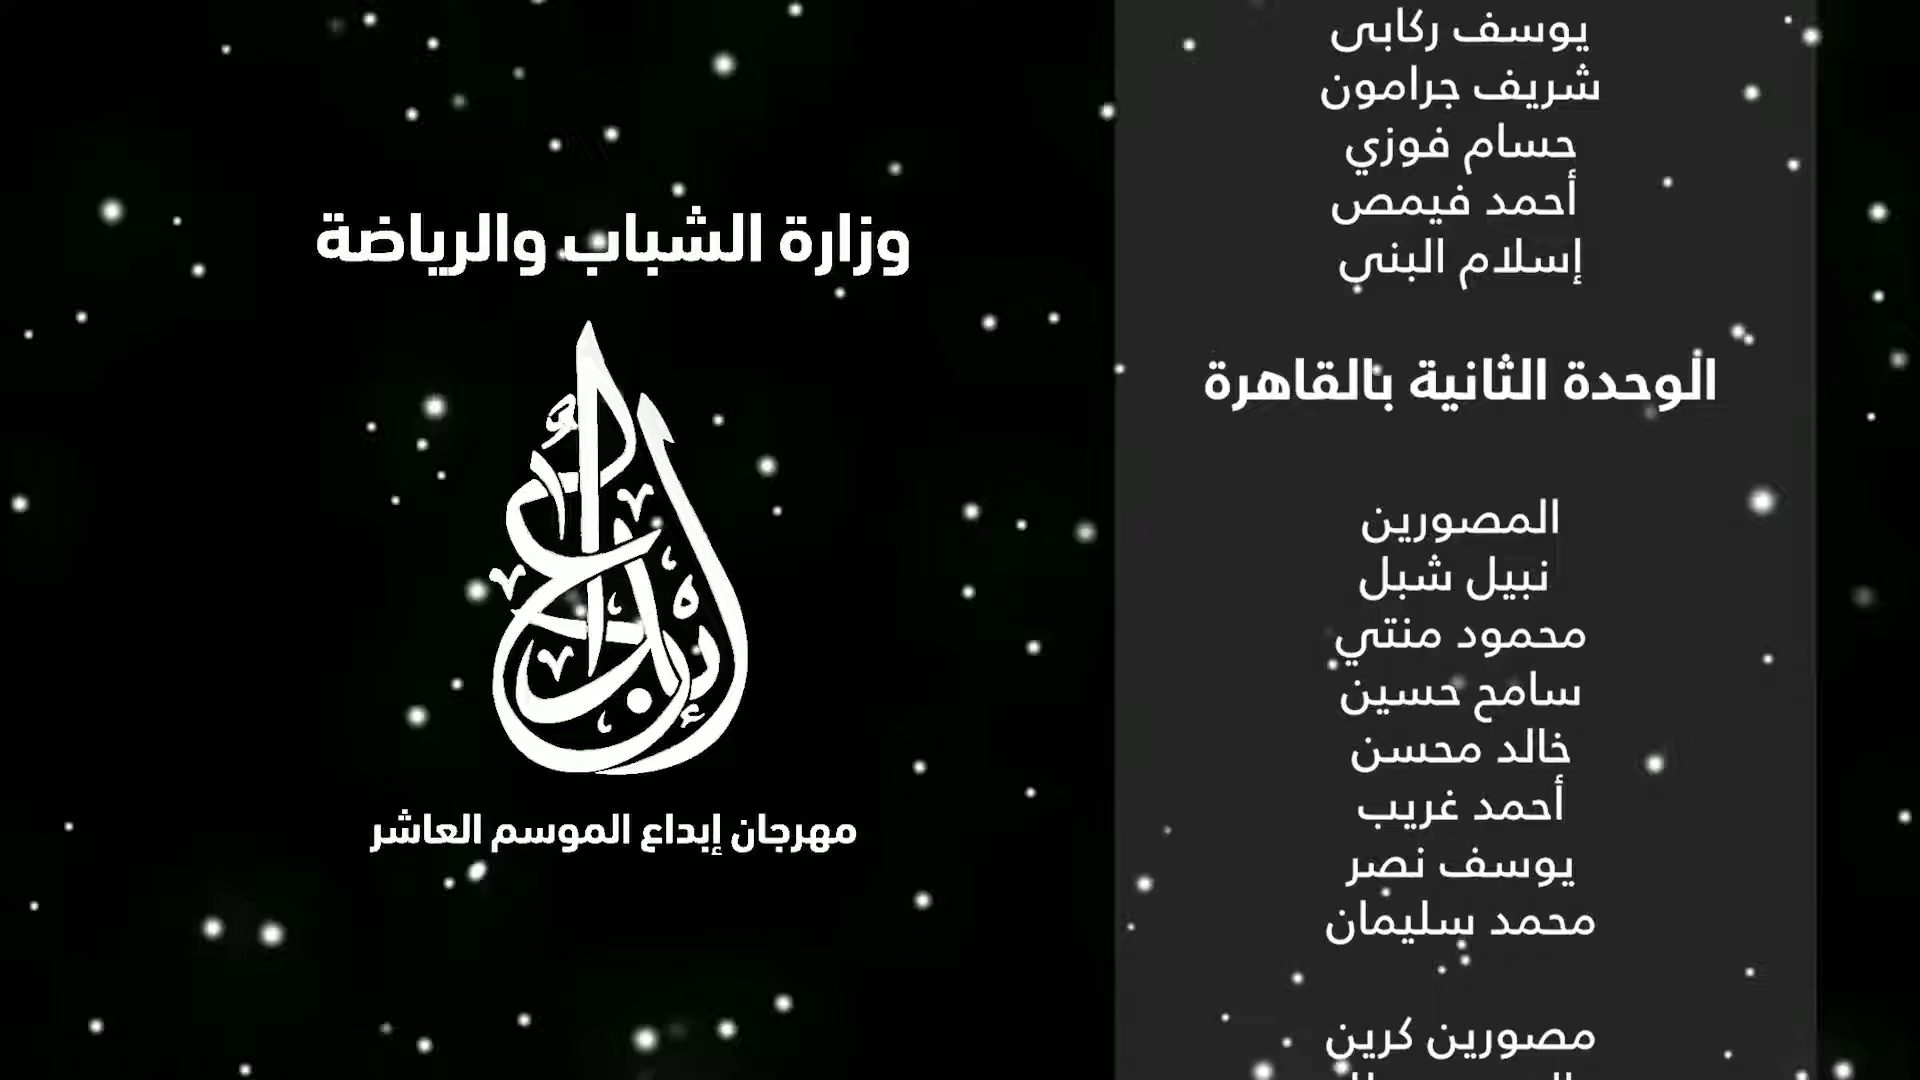 وزارة الشباب والرياضة
إبداع
مهرجان إبداع الموسم العاشر
يوسف ركابى
شريف جرامون
حسام فوزي
أحمد فيمص
إسلام البني
الوحدة الثانية بالقاهرة
المصورين
نبيل شبل
محمود منتي
سامح حسين
خالد محسن
أحمد غريب
يوسف نصر
محمد سليمان
مصورين كرين